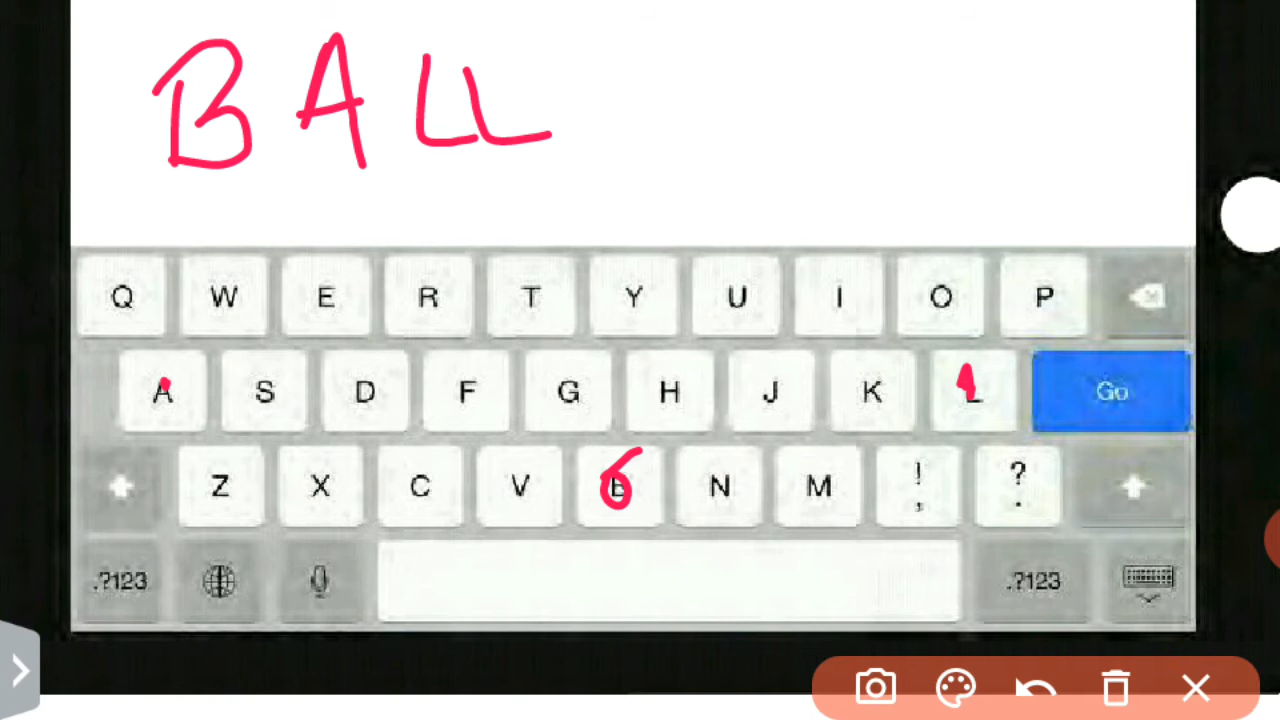 BALL
Q W E R T Y U I O P
A S D F G H J K L Go
Z X C V B N M ! , ? .
.?123 .?123